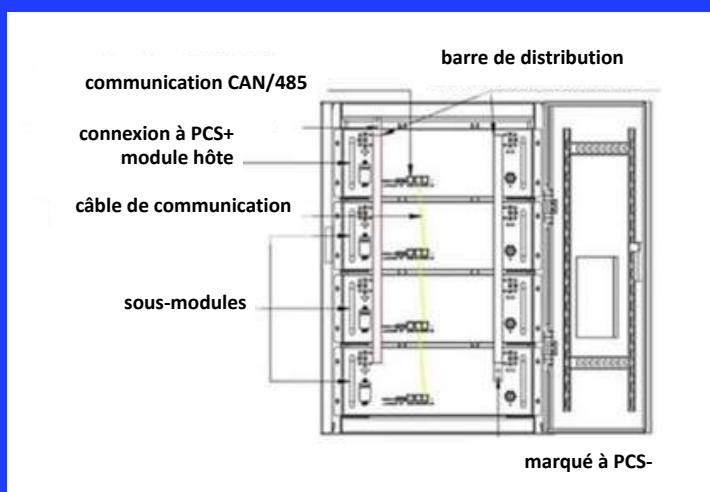 barre de distribution
communication CAN/485
connexion à PCS+
module hôte
câble de communication
sous-modules
marqué à PCS-